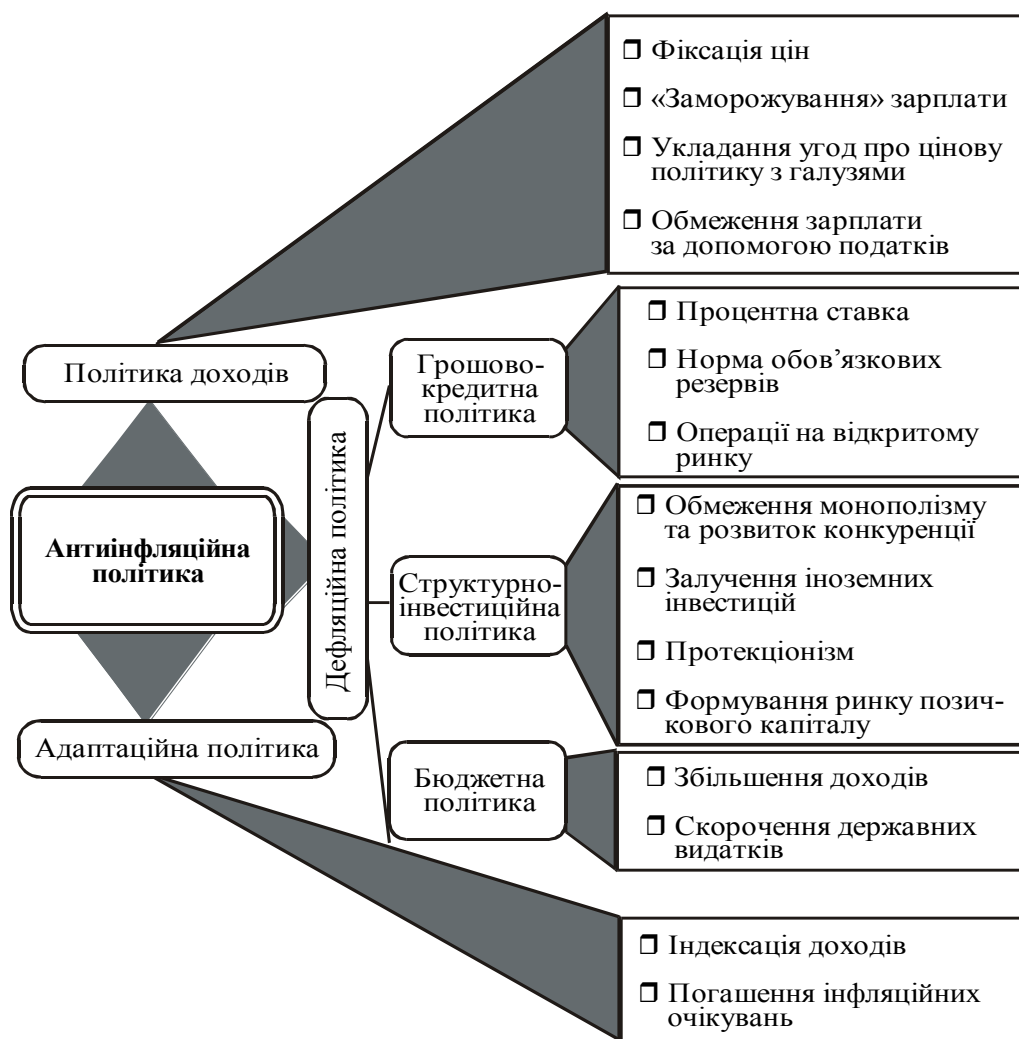 ❒ Фіксація цін
❒ «Заморожування» зарплати
❒ Укладання угод про цінову
політику з галузями
❒ Обмеження зарплати
за допомогою податків
Політика доходів
Антиінфляційна
політика
Адаптаційна політика
Дефляційна політика
Грошово-
кредитна
політика
❒ Процентна ставка
❒ Норма обов’язкових
резервів
❒ Операції на відкритому
ринку
Структурно-
інвестиційна
політика
❒ Обмеження монополізму
та розвиток конкуренції
❒ Залучення іноземних
інвестицій
❒ Протекціонізм
❒ Формування ринку позич-
кового капіталу
Бюджетна
політика
❒ Збільшення доходів
❒ Скорочення державних
видатків
❒ Індексація доходів
❒ Погашення інфляційних
очікувань